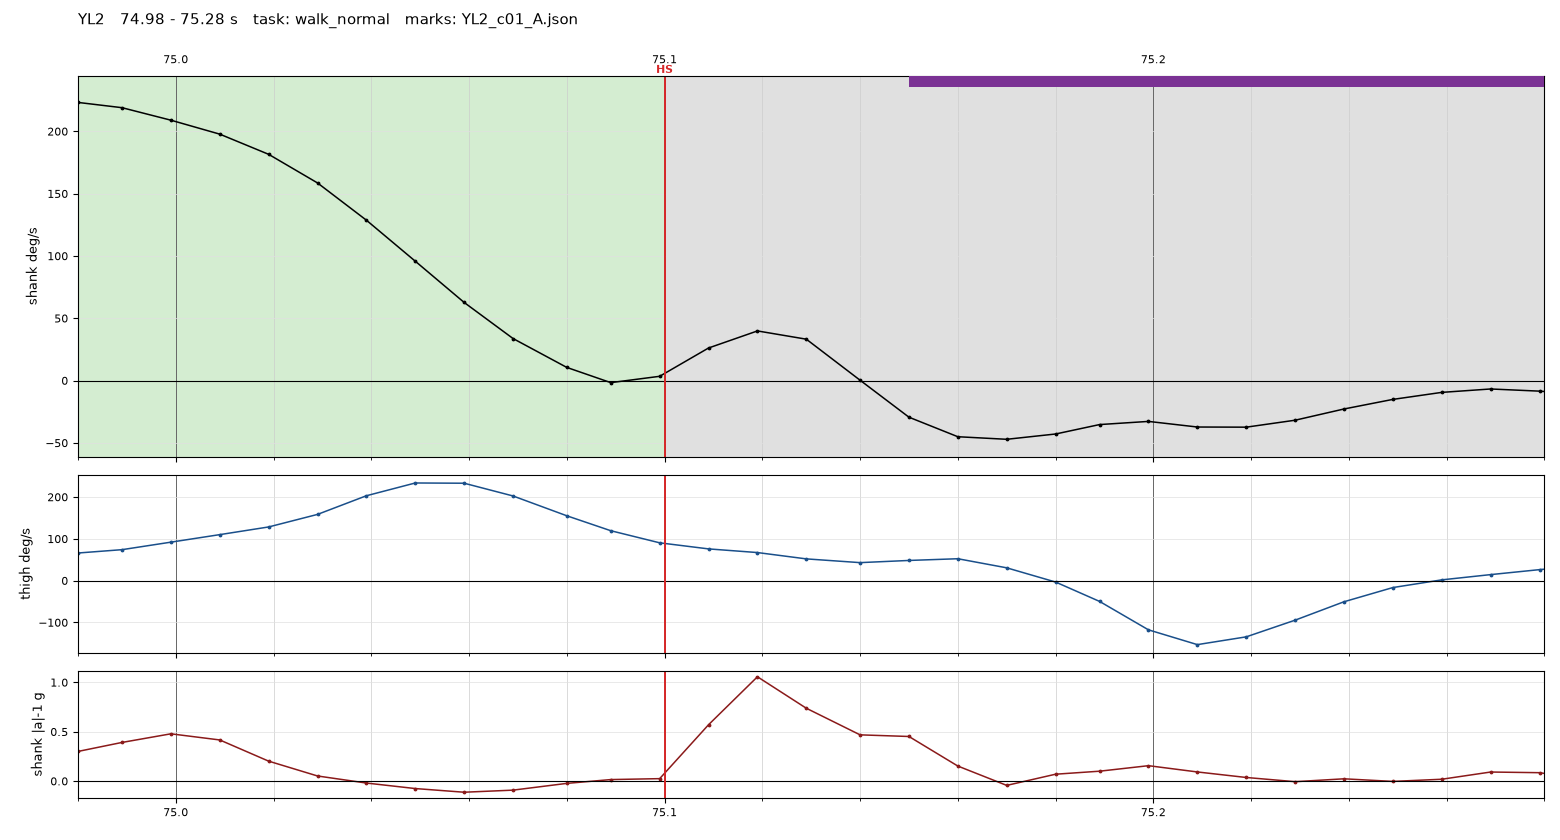 YL2   74.98 - 75.28 s   task: walk_normal   marks: YL2_c01_A.json
75.0 75.1 75.2
HS
shank deg/s
200
150
100
50
0
−50
thigh deg/s
200
100
0
−100
shank |a|-1 g
1.0
0.5
0.0
75.0 75.1 75.2